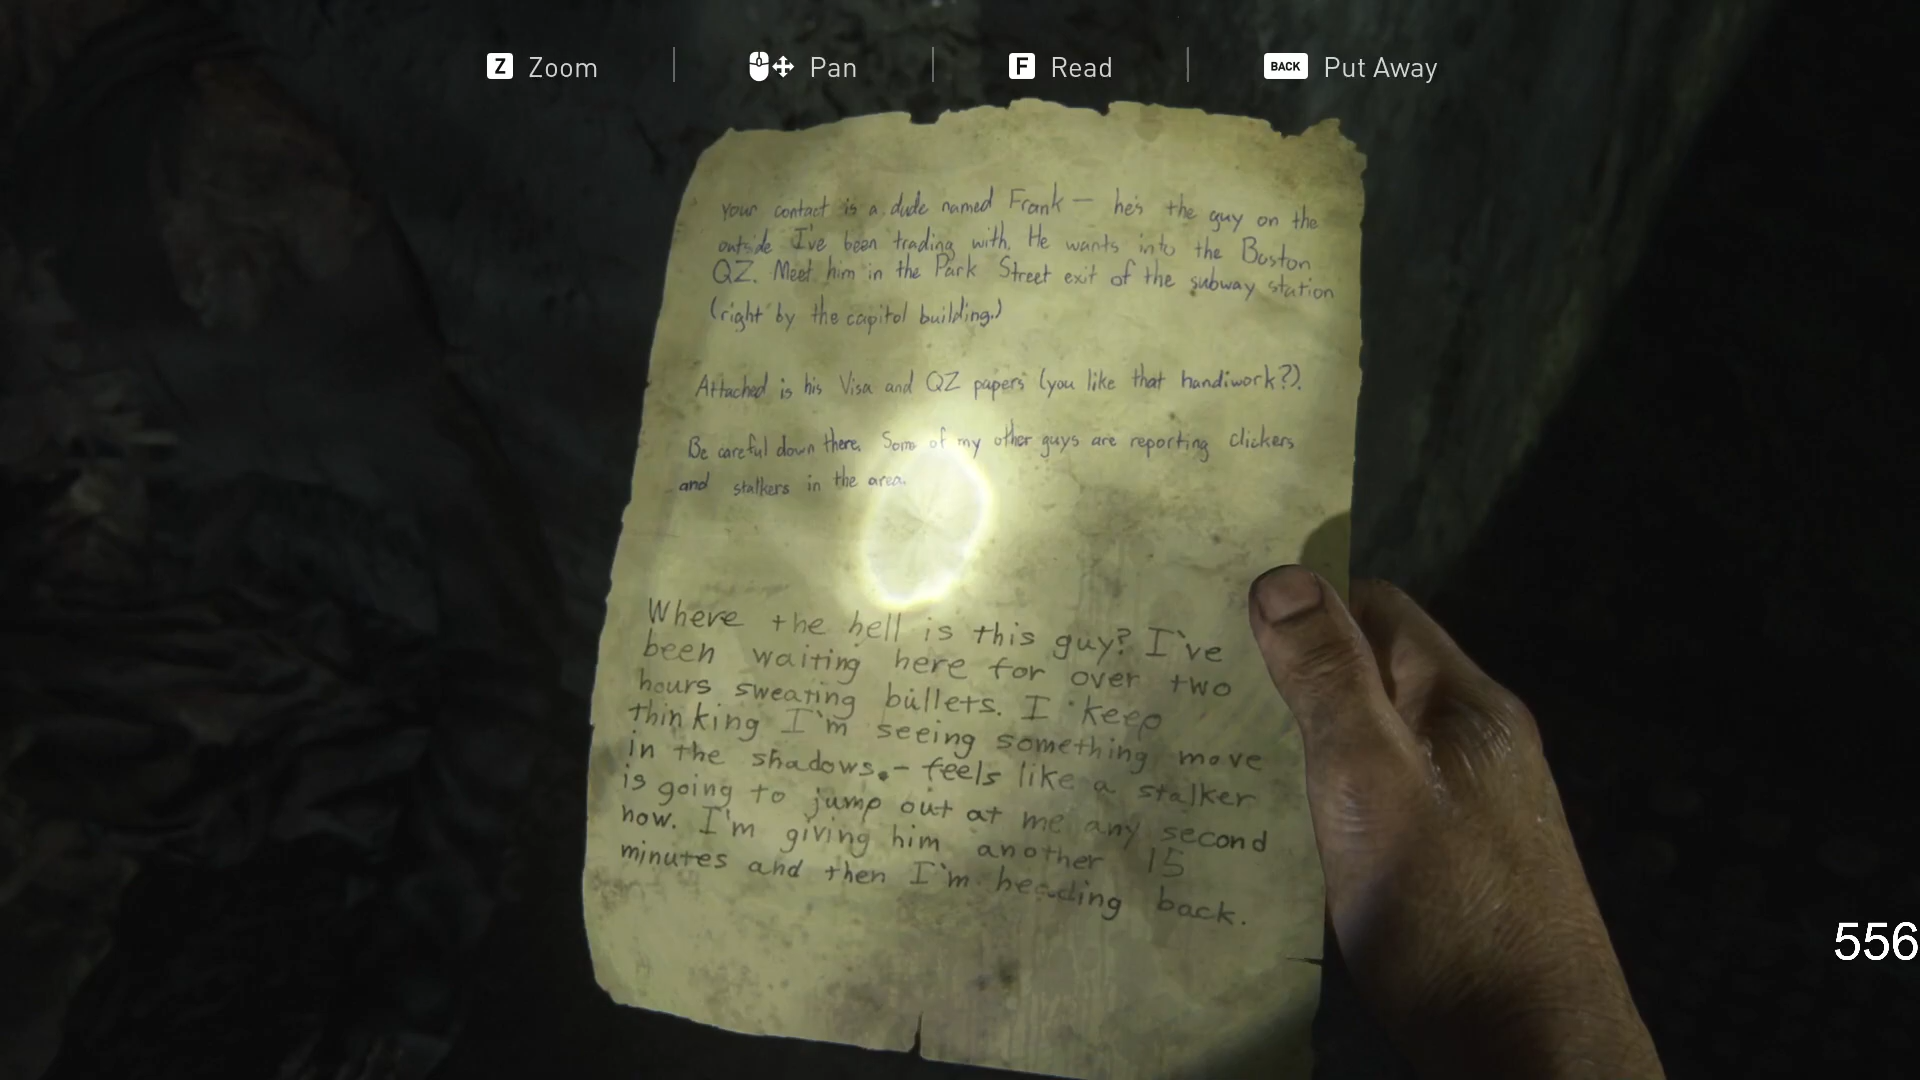 Z Zoom
Pan
F Read
BACK Put Away
your contact is a dude named Frank — he's the guy on the
outside I've been trading with. He wants into the Boston
QZ. Meet him in the Park Street exit of the subway station
(right by the capitol building.)
Attached is his Visa and QZ papers (you like that handiwork?).
Be careful down there. Some of my other guys are reporting clickers
and stalkers in the area.
Where the hell is this guy? I've
been waiting here for over two
hours sweating bullets. I keep
thinking I'm seeing something move
in the shadows. - feels like a stalker
is going to jump out at me any second
now. I'm giving him another 15
minutes and then I'm heading back.
556